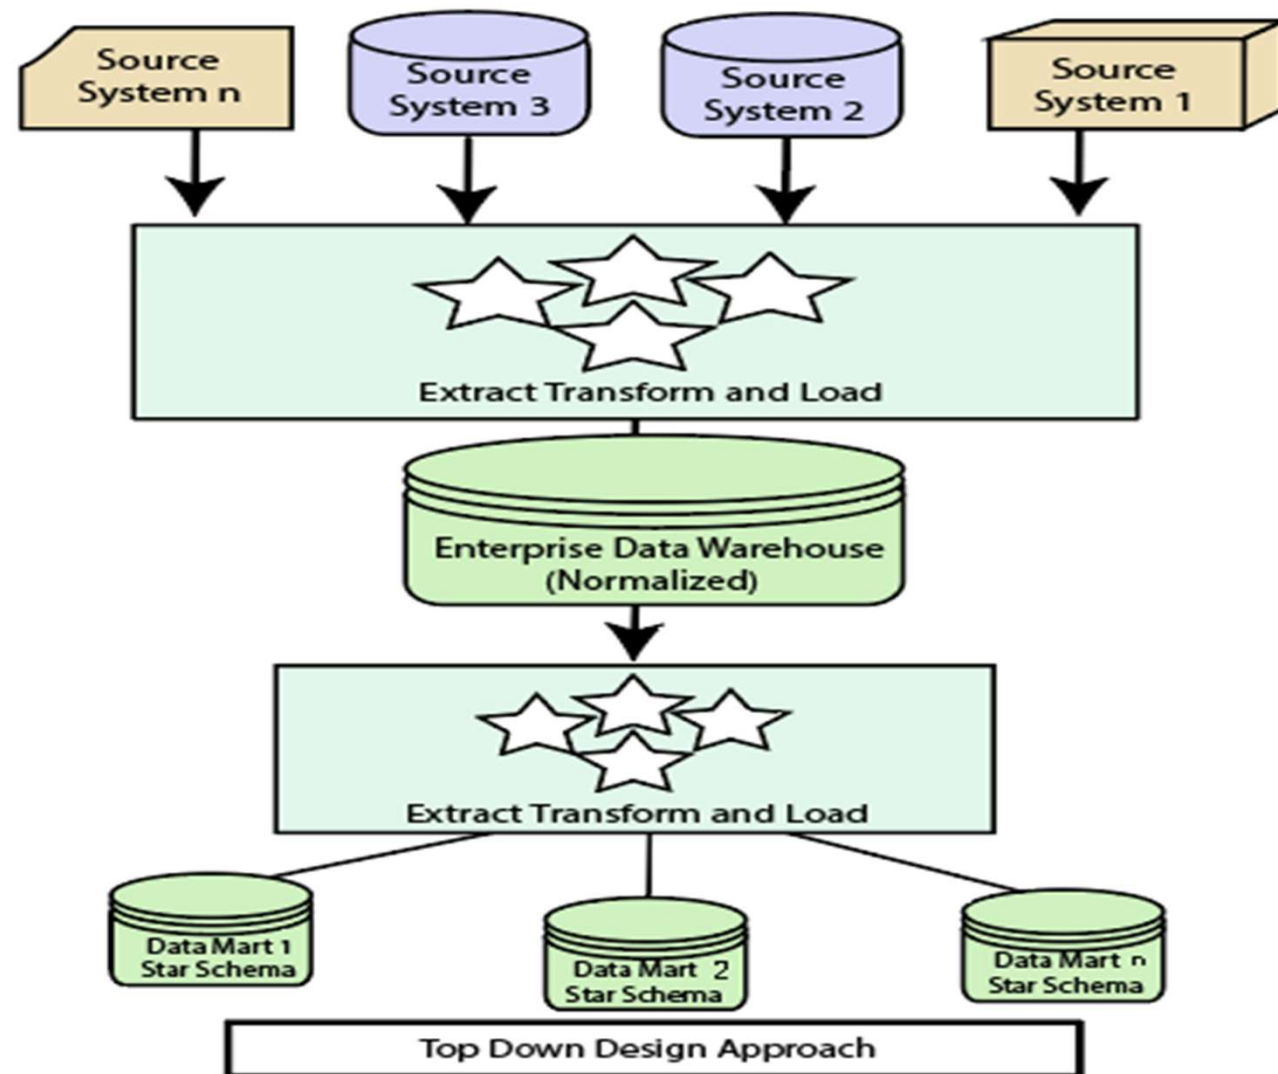 Source
System n
Source
System 3
Source
System 2
Source
System 1
Extract Transform and Load
Enterprise Data Warehouse
(Normalized)
Extract Transform and Load
Data Mart 1
Star Schema
Data Mart 2
Star Schema
Data Mart n
Star Schema
Top Down Design Approach